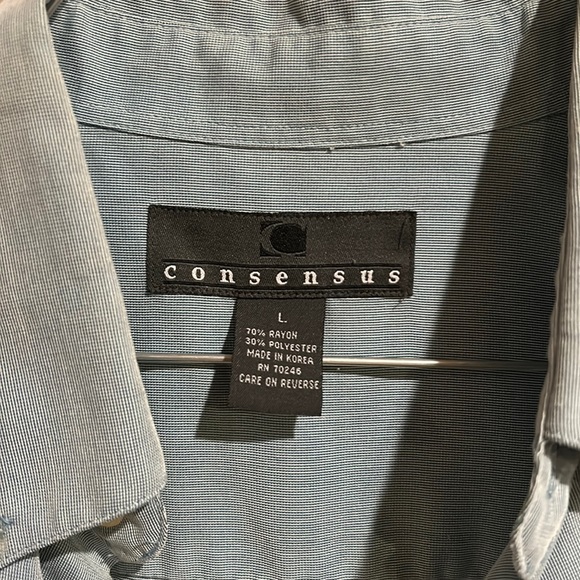 consensus
L
70% RAYON
30% POLYESTER
MADE IN KOREA
RN 70246
CARE ON REVERSE